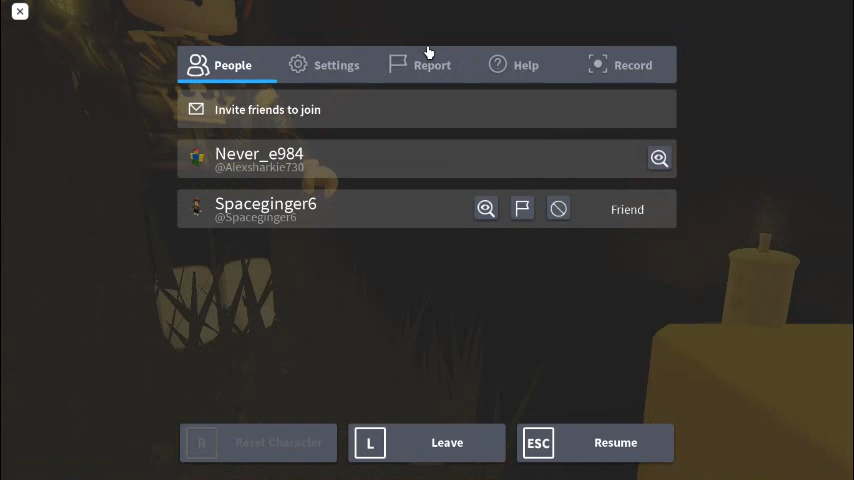 People Settings Report Help Record
Invite friends to join
Never_e984
@Alexsharkie730
Spaceginger6
@Spaceginger6
Friend
R Reset Character L Leave ESC Resume